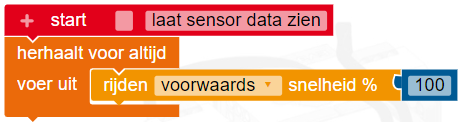 + start laat sensor data zien
herhaalt voor altijd
voer uit rijden voorwaards snelheid % 100